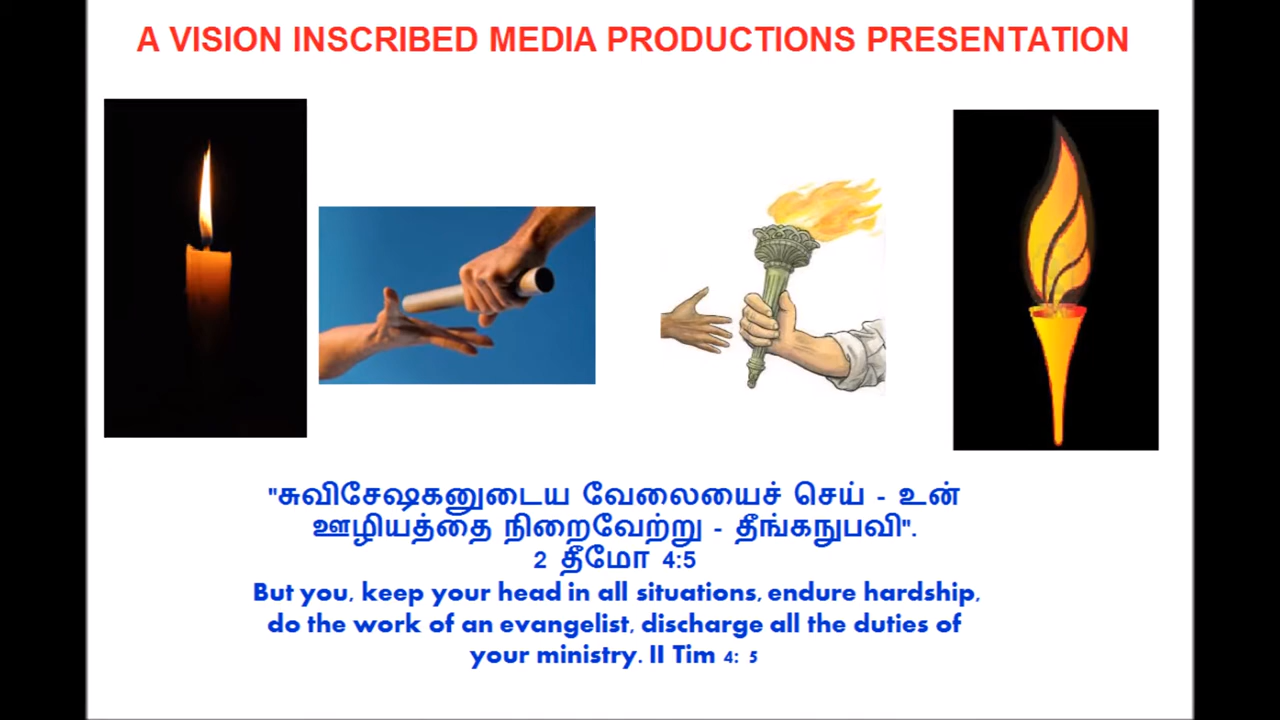 A VISION INSCRIBED MEDIA PRODUCTIONS PRESENTATION
"சுவிசேஷகனுடைய வேலையைச் செய் - உன்
ஊழியத்தை நிறைவேற்று - தீங்கநுபவி".
2 தீமோ 4:5
But you, keep your head in all situations, endure hardship,
do the work of an evangelist, discharge all the duties of
your ministry. II Tim 4: 5